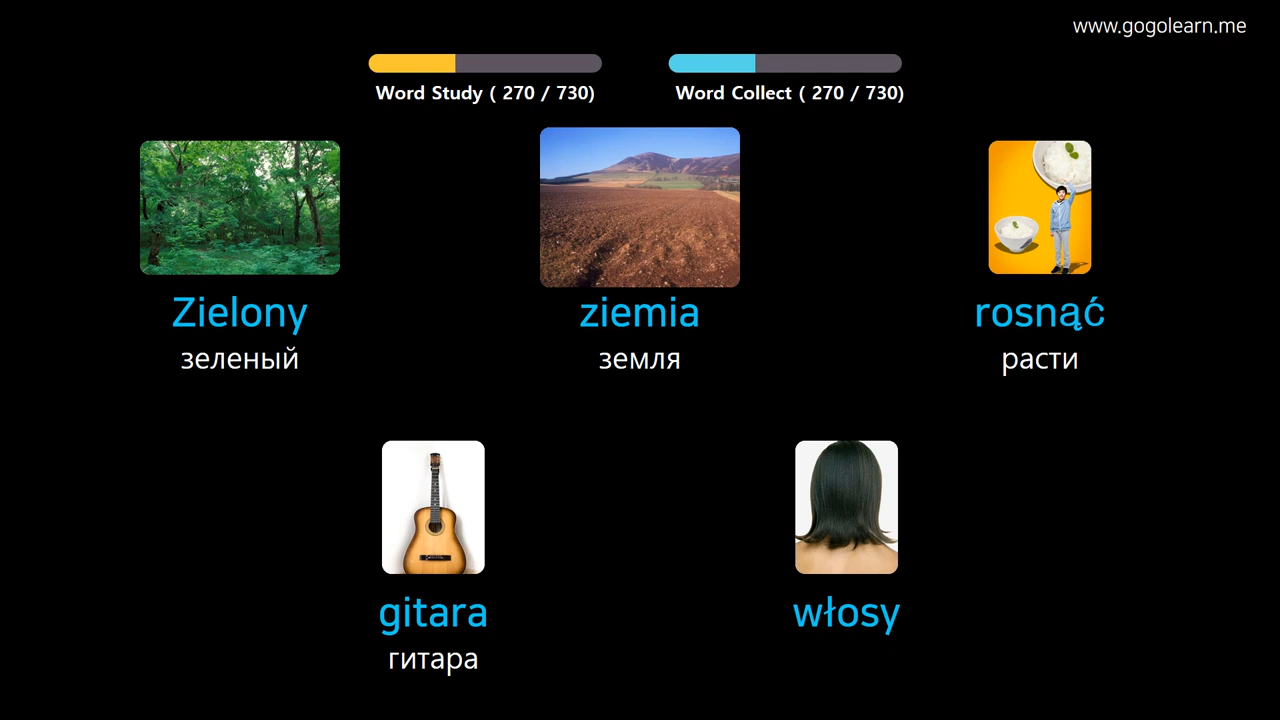 www.gogolearn.me
Word Study ( 270 / 730)
Word Collect ( 270 / 730)
Zielony
зеленый
ziemia
земля
rosnąć
расти
gitara
гитара
włosy